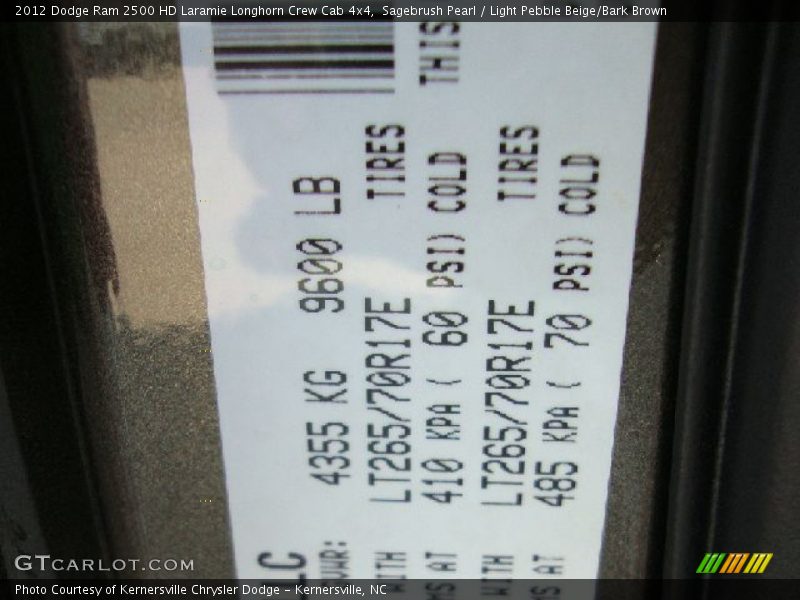 2012 Dodge Ram 2500 HD Laramie Longhorn Crew Cab 4x4, Sagebrush Pearl / Light Pebble Beige/Bark Brown
THIS
LC
4355 KG 9600 LB
WITH LT265/70R17E TIRES
AT 410 KPA ( 60 PSI) COLD
WITH LT265/70R17E TIRES
AT 485 KPA ( 70 PSI) COLD
GTCARLOT.COM
Photo Courtesy of Kernersville Chrysler Dodge - Kernersville, NC